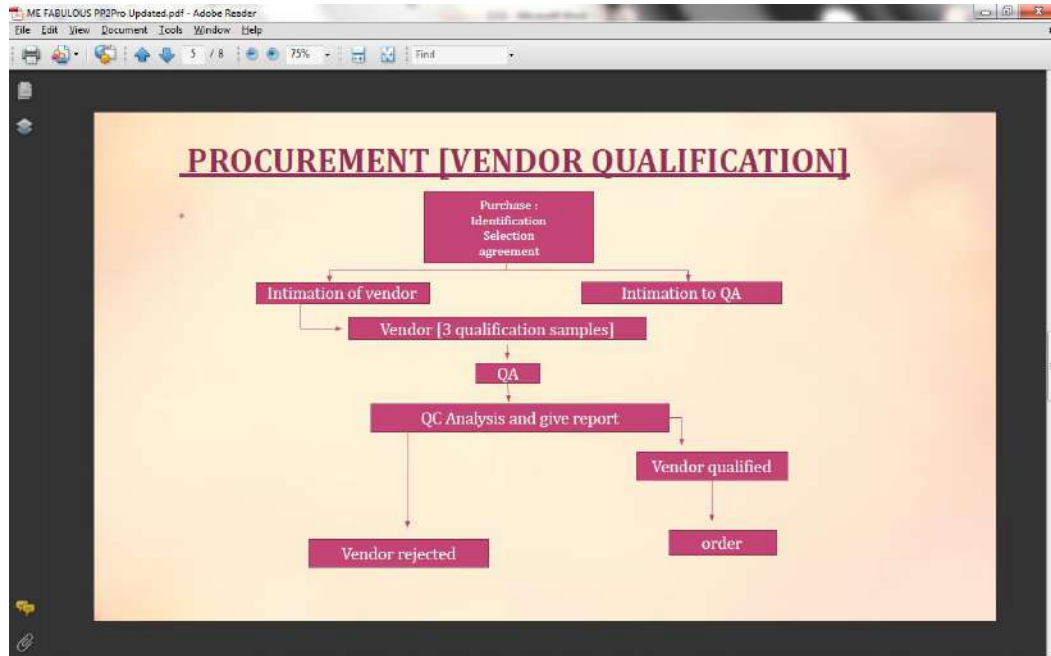 ME FABULOUS PP2Pro Updated.pdf - Adobe Reader
File Edit View Document Tools Window Help
5 / 8 75% Find
PROCUREMENT [VENDOR QUALIFICATION]
Purchase :
Identification
Selection
agreement
Intimation of vendor Intimation to QA
Vendor [3 qualification samples]
QA
QC Analysis and give report
Vendor qualified
order
Vendor rejected